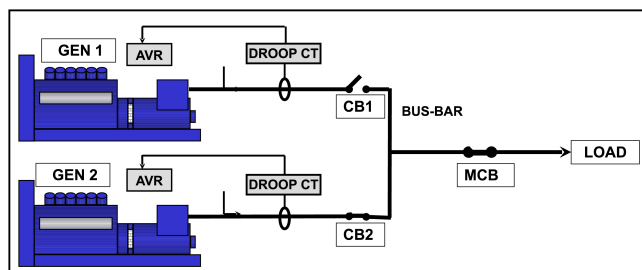 GEN 1
AVR
DROOP CT
CB1
BUS-BAR
MCB
LOAD
GEN 2
AVR
DROOP CT
CB2